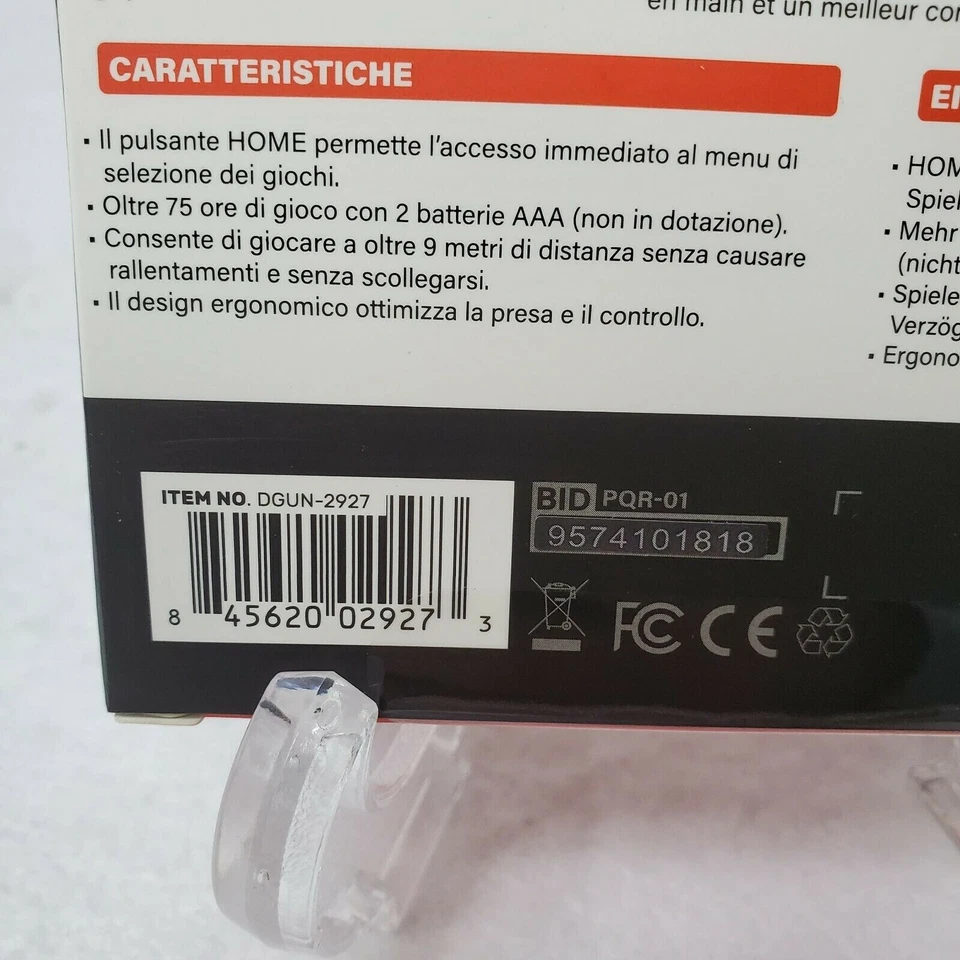 en main et un meilleur
CARATTERISTICHE
· Il pulsante HOME permette l'accesso immediato al menu di
selezione dei giochi.
· Oltre 75 ore di gioco con 2 batterie AAA (non in dotazione).
· Consente di giocare a oltre 9 metri di distanza senza causare
rallentamenti e senza scollegarsi.
· Il design ergonomico ottimizza la presa e il controllo.
· HOM
Spiel
· Mehr
(nicht
· Spiele
Verzög
· Ergono
ITEM NO. DGUN-2927
8 45620 02927 3
BID PQR-01
9574101818
FC CE